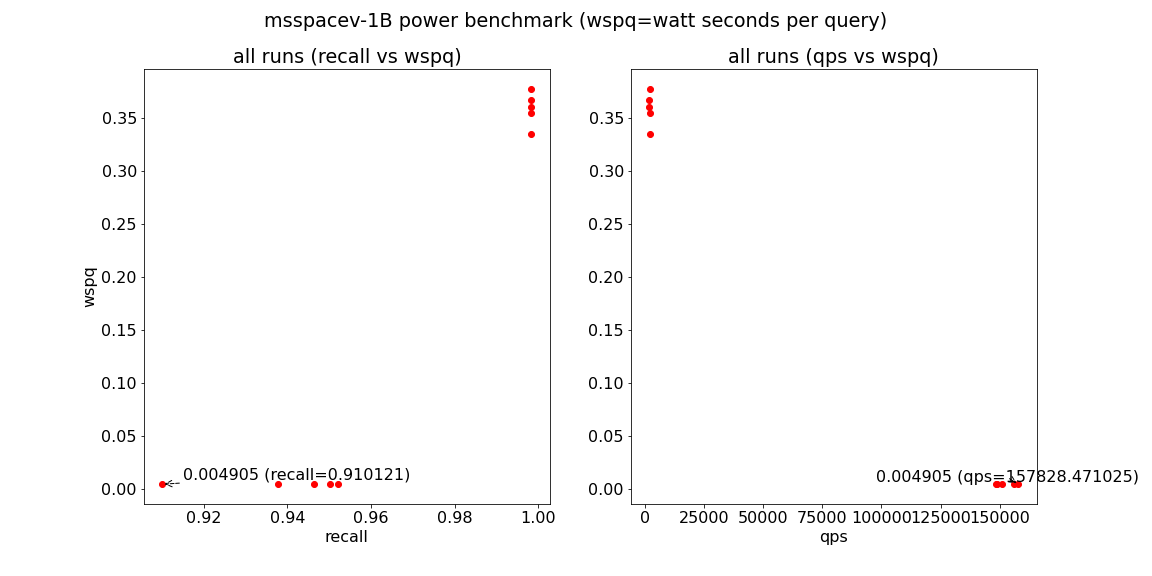 msspacev-1B power benchmark (wspq=watt seconds per query)
all runs (recall vs wspq)
wspq
0.35
0.30
0.25
0.20
0.15
0.10
0.05
0.00
0.004905 (recall=0.910121)
0.92 0.94 0.96 0.98 1.00
recall
all runs (qps vs wspq)
0.35
0.30
0.25
0.20
0.15
0.10
0.05
0.00
0.004905 (qps=157828.471025)
0 25000 50000 75000 100000 125000 150000
qps